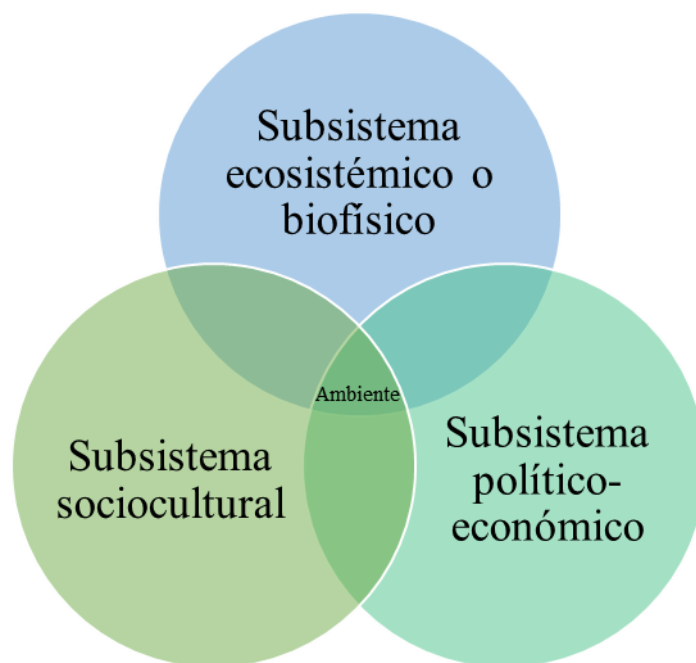 Subsistema
ecosistémico o
biofísico
Ambiente
Subsistema
sociocultural
Subsistema
político-
económico